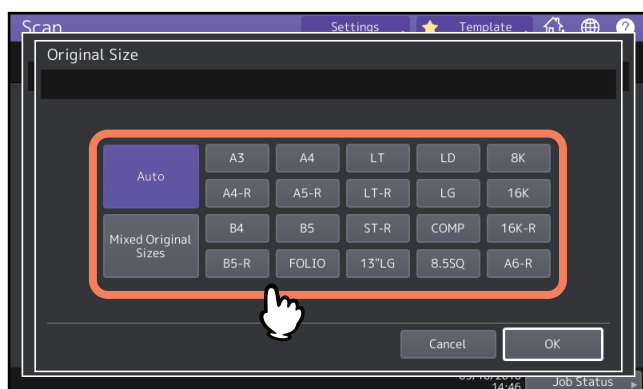 Scan Settings Template ?
Original Size
Auto
A3 A4 LT LD 8K
A4-R A5-R LT-R LG 16K
Mixed Original
Sizes
B4 B5 ST-R COMP 16K-R
B5-R FOLIO 13"LG 8.5SQ A6-R
Cancel OK
14:46 Job Status